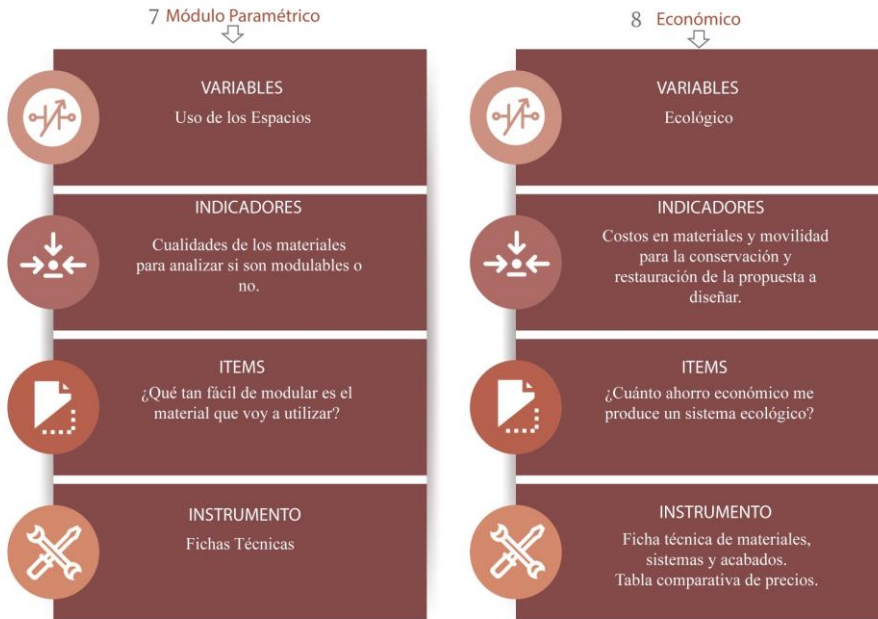 7 Módulo Paramétrico
VARIABLES
Uso de los Espacios
INDICADORES
Cualidades de los materiales
para analizar si son modulables o
no.
ITEMS
¿Qué tan fácil de modular es el
material que voy a utilizar?
INSTRUMENTO
Fichas Técnicas
8 Económico
VARIABLES
Ecológico
INDICADORES
Costos en materiales y movilidad
para la conservación y
restauración de la propuesta a
diseñar.
ITEMS
¿Cuánto ahorro económico me
produce un sistema ecológico?
INSTRUMENTO
Ficha técnica de materiales,
sistemas y acabados.
Tabla comparativa de precios.